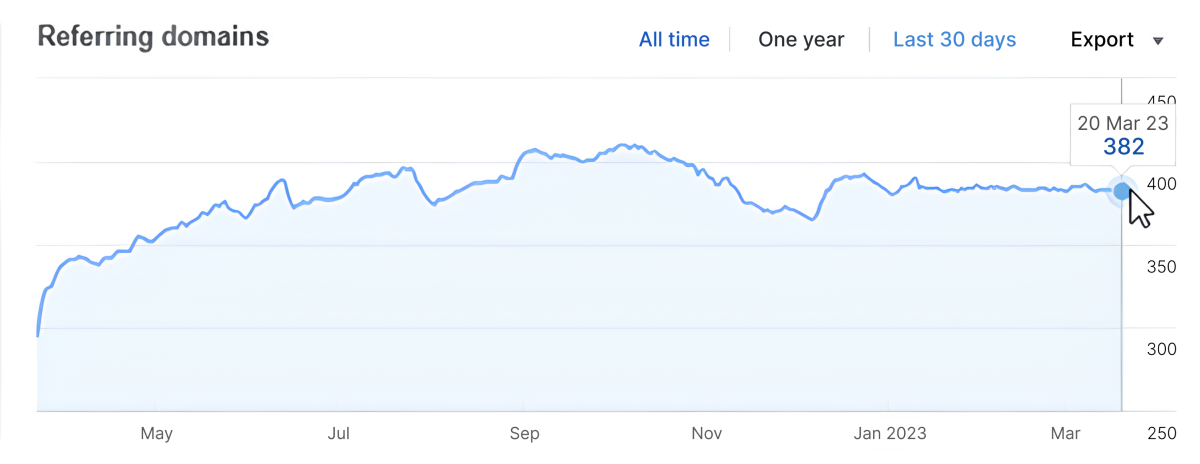 Referring domains
All time One year Last 30 days Export
450
20 Mar 23
382
400
350
300
250
May Jul Sep Nov Jan 2023 Mar